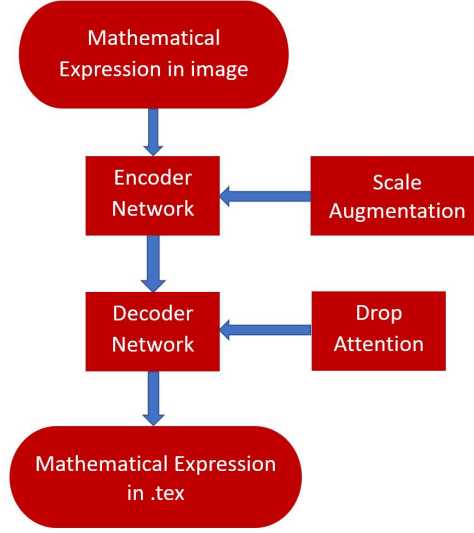 Mathematical
Expression in image
Encoder
Network
Scale
Augmentation
Decoder
Network
Drop
Attention
Mathematical Expression
in .tex